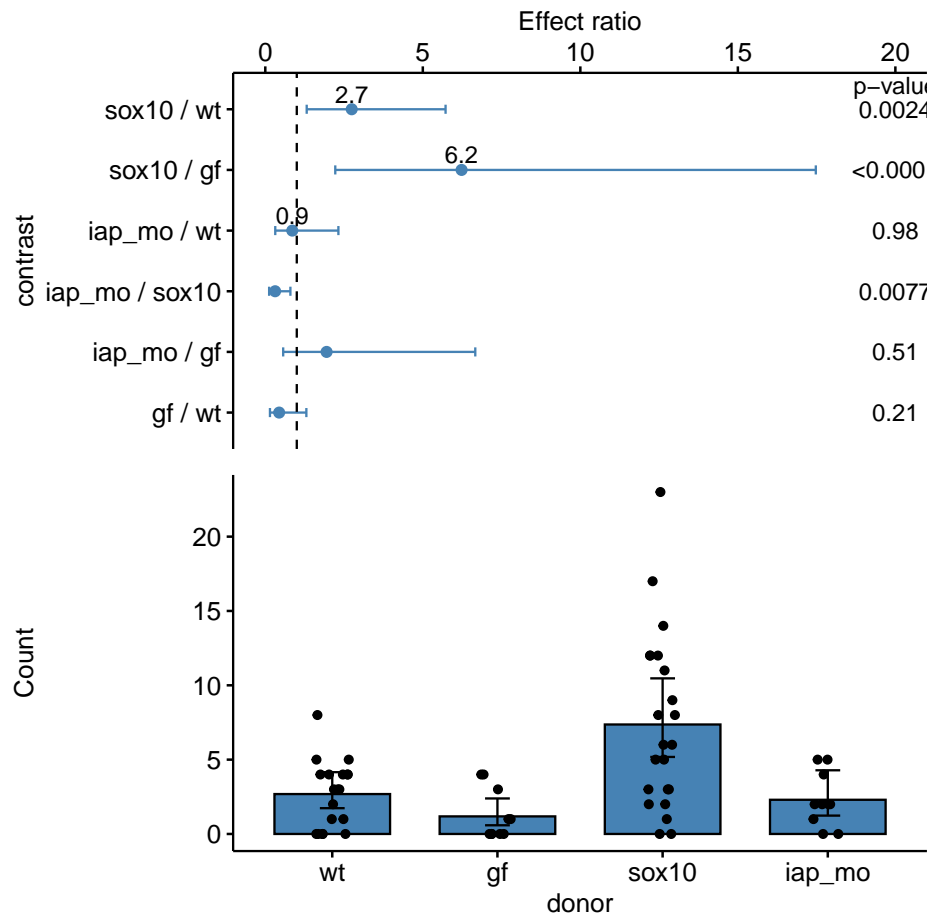 Effect ratio
0 5 10 15 20
p−value
sox10 / wt 2.7 0.0024
sox10 / gf 6.2 <0.000
iap_mo / wt 0.9 0.98
iap_mo / sox10 0.0077
iap_mo / gf 0.51
gf / wt 0.21
contrast
20
15
10
5
0
Count
wt gf sox10 iap_mo
donor